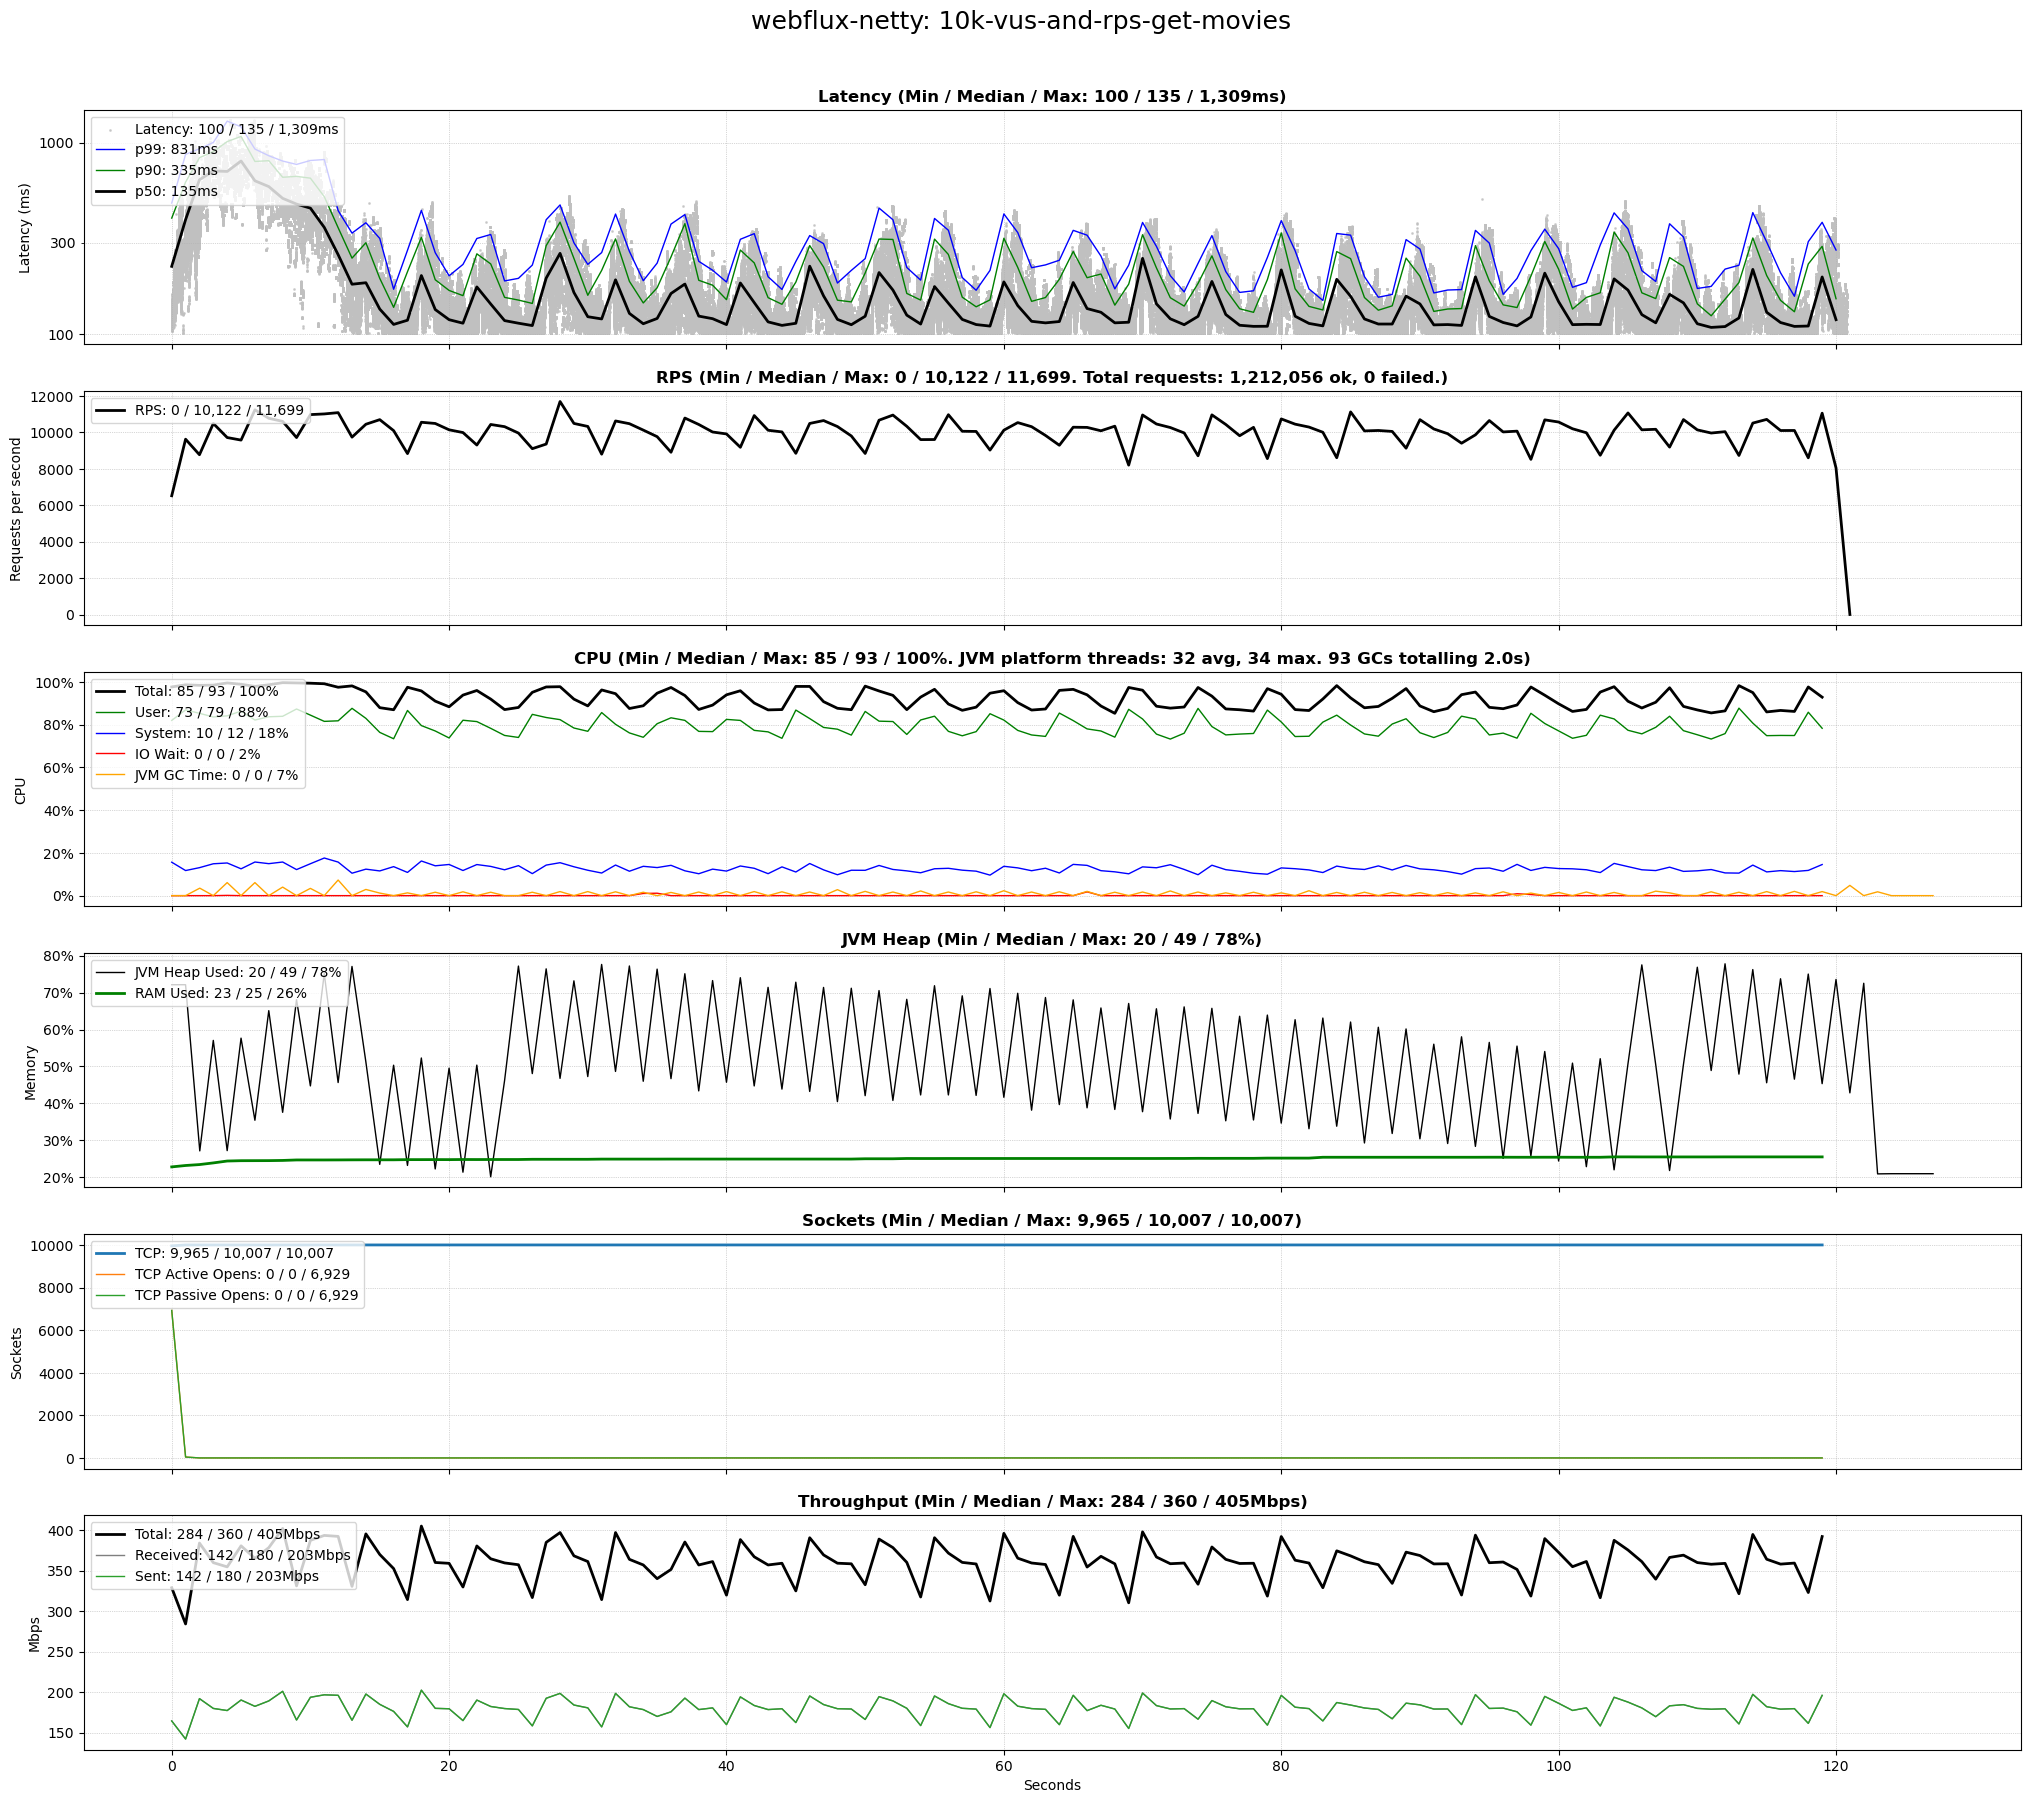 webflux-netty: 10k-vus-and-rps-get-movies
Latency (Min / Median / Max: 100 / 135 / 1,309ms)
Latency: 100 / 135 / 1,309ms
p99: 831ms
p90: 335ms
p50: 135ms
1000
300
100
Latency (ms)
RPS (Min / Median / Max: 0 / 10,122 / 11,699. Total requests: 1,212,056 ok, 0 failed.)
RPS: 0 / 10,122 / 11,699
12000
10000
8000
6000
4000
2000
0
Requests per second
CPU (Min / Median / Max: 85 / 93 / 100%. JVM platform threads: 32 avg, 34 max. 93 GCs totalling 2.0s)
Total: 85 / 93 / 100%
User: 73 / 79 / 88%
System: 10 / 12 / 18%
IO Wait: 0 / 0 / 2%
JVM GC Time: 0 / 0 / 7%
100%
80%
60%
40%
20%
0%
CPU
JVM Heap (Min / Median / Max: 20 / 49 / 78%)
JVM Heap Used: 20 / 49 / 78%
RAM Used: 23 / 25 / 26%
80%
70%
60%
50%
40%
30%
20%
Memory
Sockets (Min / Median / Max: 9,965 / 10,007 / 10,007)
TCP: 9,965 / 10,007 / 10,007
TCP Active Opens: 0 / 0 / 6,929
TCP Passive Opens: 0 / 0 / 6,929
10000
8000
6000
4000
2000
0
Sockets
Throughput (Min / Median / Max: 284 / 360 / 405Mbps)
Total: 284 / 360 / 405Mbps
Received: 142 / 180 / 203Mbps
Sent: 142 / 180 / 203Mbps
400
350
300
250
200
150
Mbps
0 20 40 60 80 100 120
Seconds